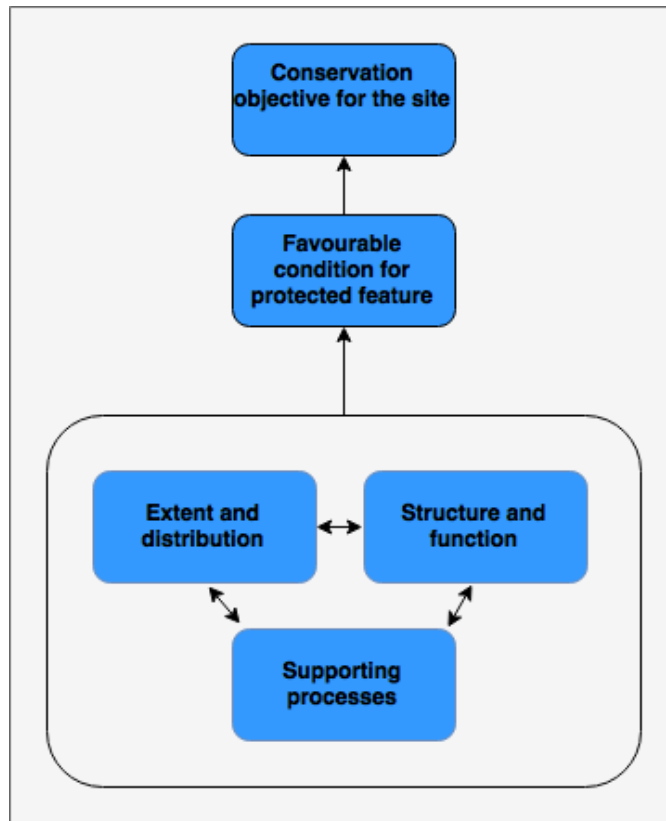 Conservation
objective for the site
Favourable
condition for
protected feature
Extent and
distribution
Structure and
function
Supporting
processes